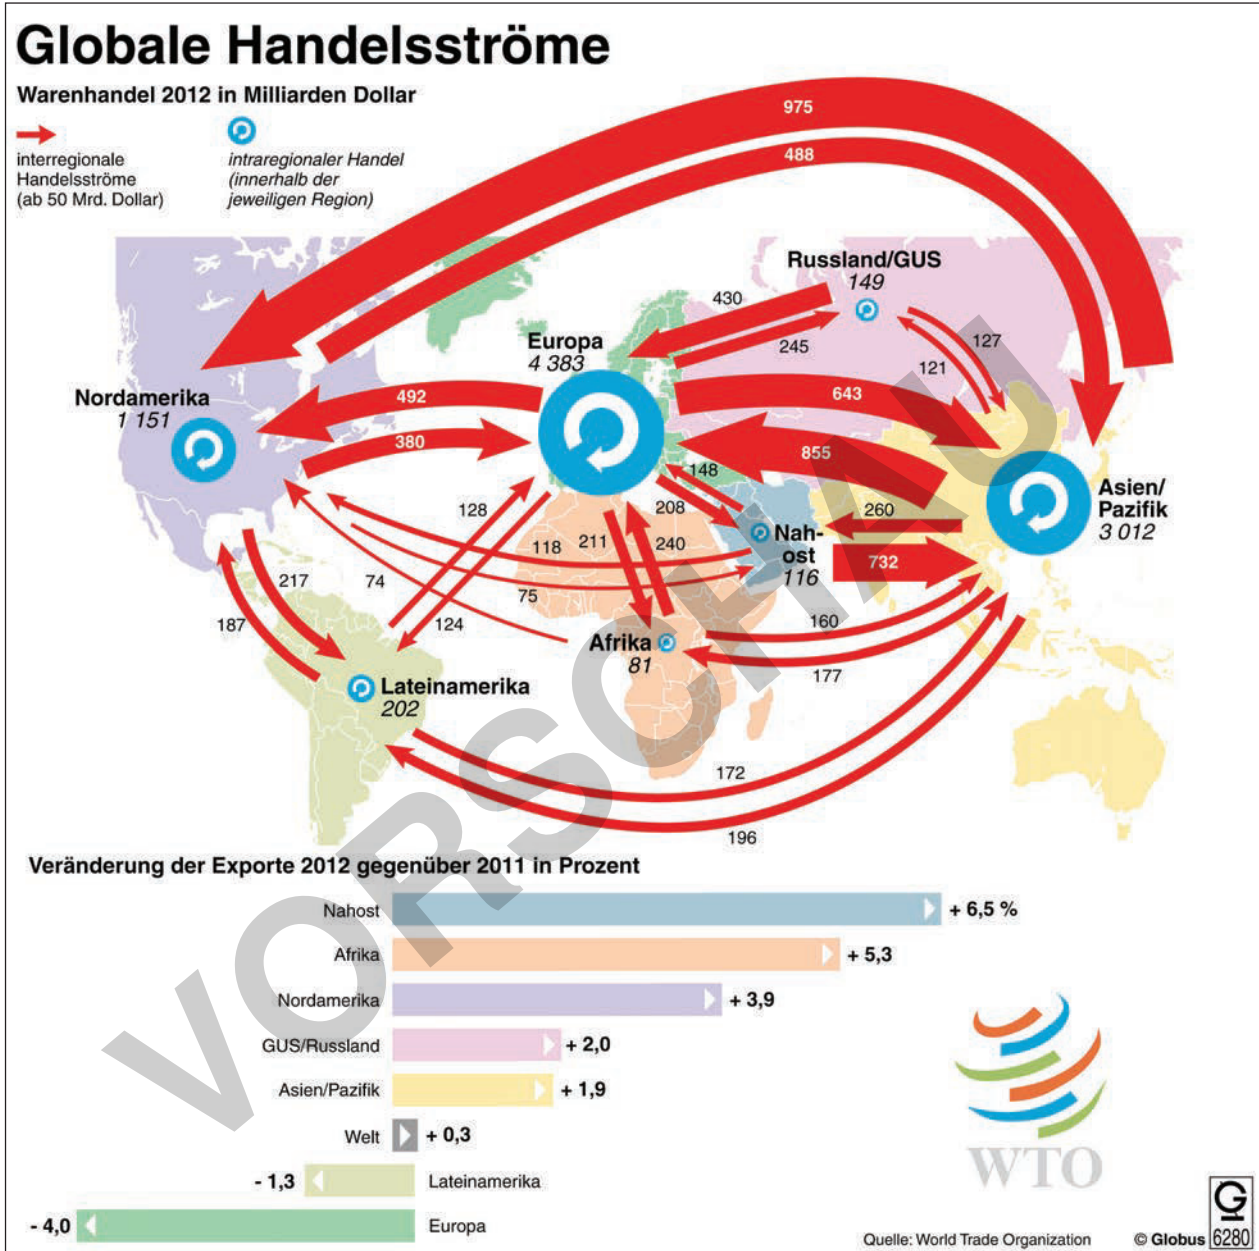 Globale Handelsströme
Warenhandel 2012 in Milliarden Dollar
interregionale
Handelsströme
(ab 50 Mrd. Dollar)
intraregionaler Handel
(innerhalb der
jeweiligen Region)
975
488
Russland/GUS
149
430
245
127
121
Europa
4 383
Nordamerika
1 151
492
380
643
855
148
208
Asien/
Pazifik
3 012
260
Nah-
ost
116
732
128
118
211
240
74
75
217
187
124
160
177
Afrika
81
Lateinamerika
202
172
196
Veränderung der Exporte 2012 gegenüber 2011 in Prozent
Nahost + 6,5 %
Afrika + 5,3
Nordamerika + 3,9
GUS/Russland + 2,0
Asien/Pazifik + 1,9
Welt + 0,3
- 1,3 Lateinamerika
- 4,0 Europa
WTO
Quelle: World Trade Organization
© Globus
G
6280
VORSCHAU